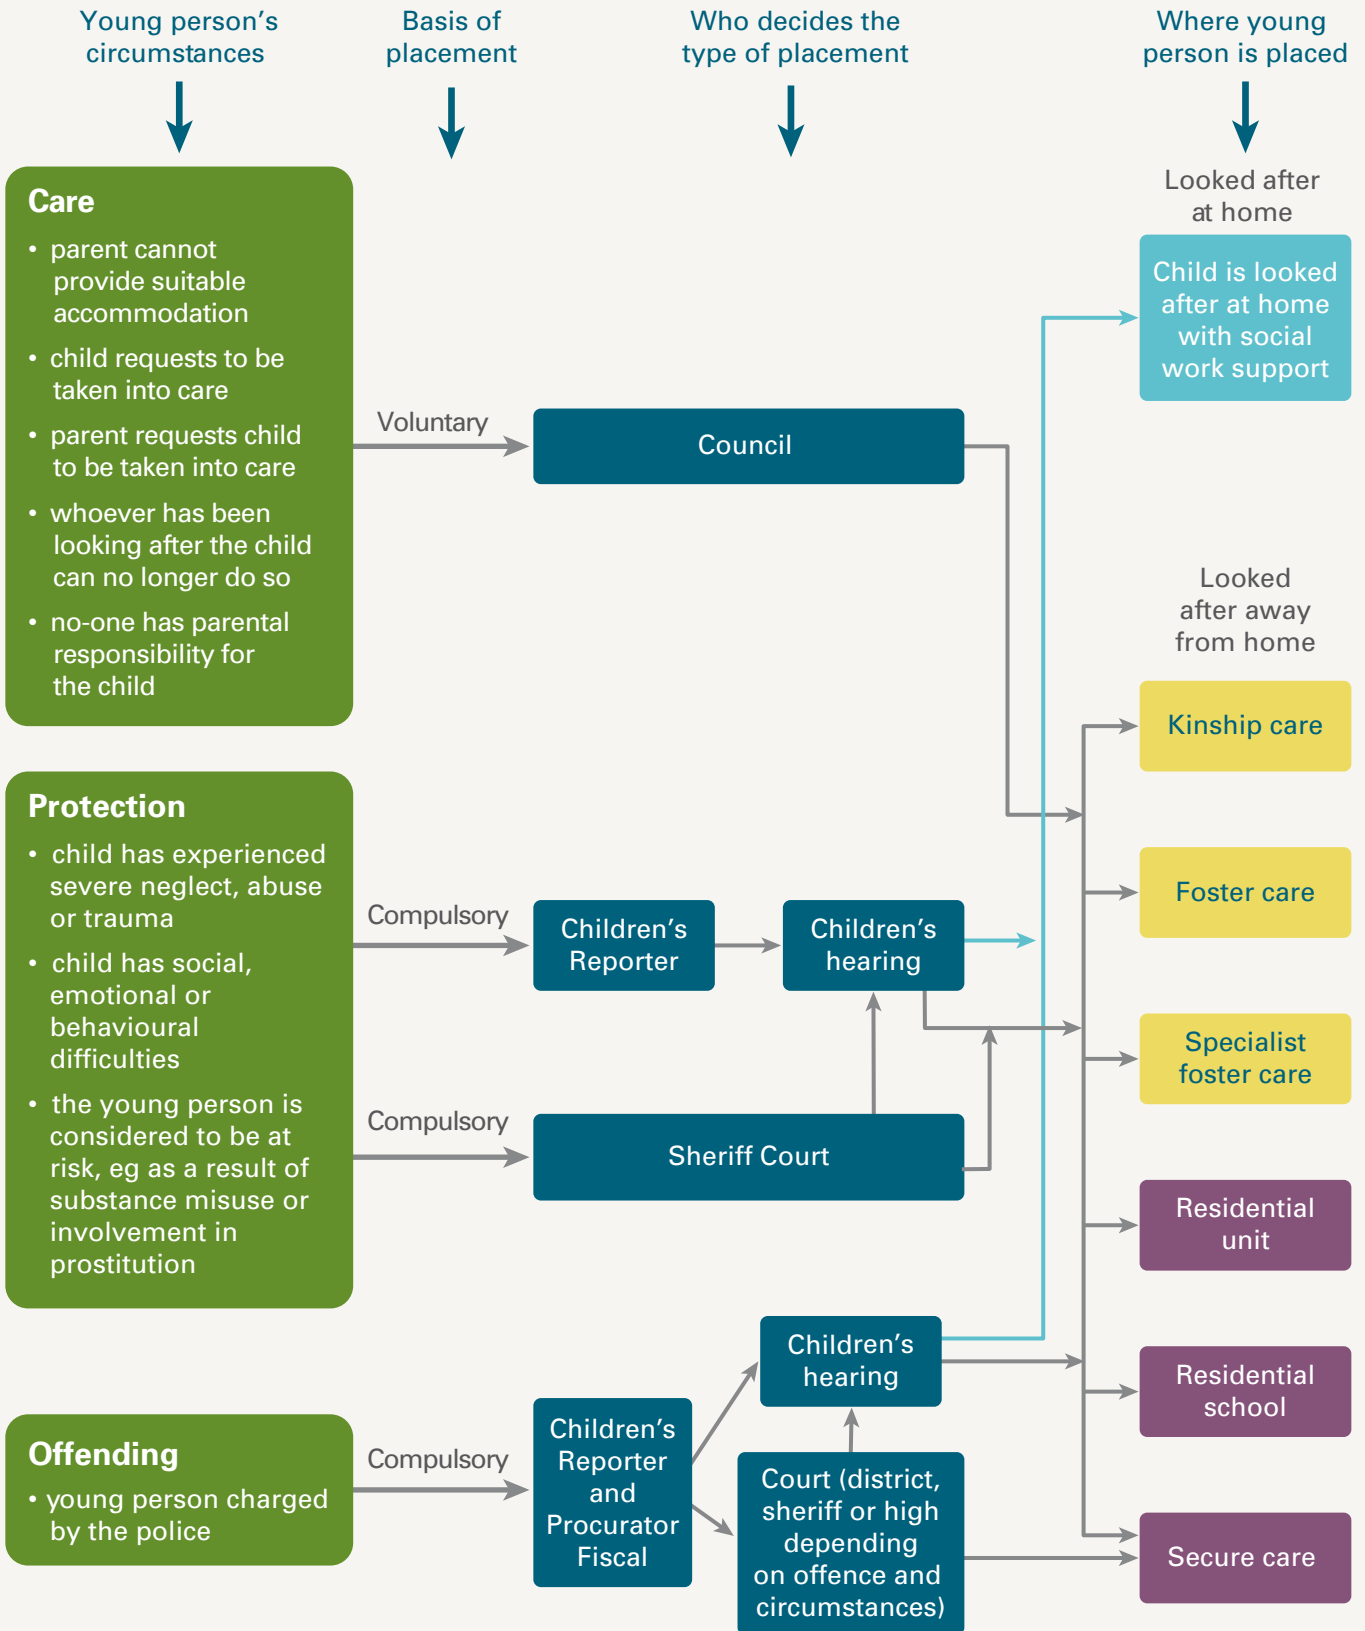 Young person's
circumstances
Basis of
placement
Who decides the
type of placement
Where young
person is placed
Care
• parent cannot
provide suitable
accommodation
• child requests to be
taken into care
• parent requests child
to be taken into care
• whoever has been
looking after the child
can no longer do so
• no-one has parental
responsibility for
the child
Voluntary
Council
Looked after
at home
Child is looked
after at home
with social
work support
Looked
after away
from home
Kinship care
Foster care
Specialist
foster care
Residential
unit
Residential
school
Secure care
Protection
• child has experienced
severe neglect, abuse
or trauma
• child has social,
emotional or
behavioural
difficulties
• the young person is
considered to be at
risk, eg as a result of
substance misuse or
involvement in
prostitution
Compulsory
Children's
Reporter
Children's
hearing
Compulsory
Sheriff Court
Offending
• young person charged
by the police
Compulsory
Children's
Reporter
and
Procurator
Fiscal
Children's
hearing
Court (district,
sheriff or high
depending
on offence and
circumstances)